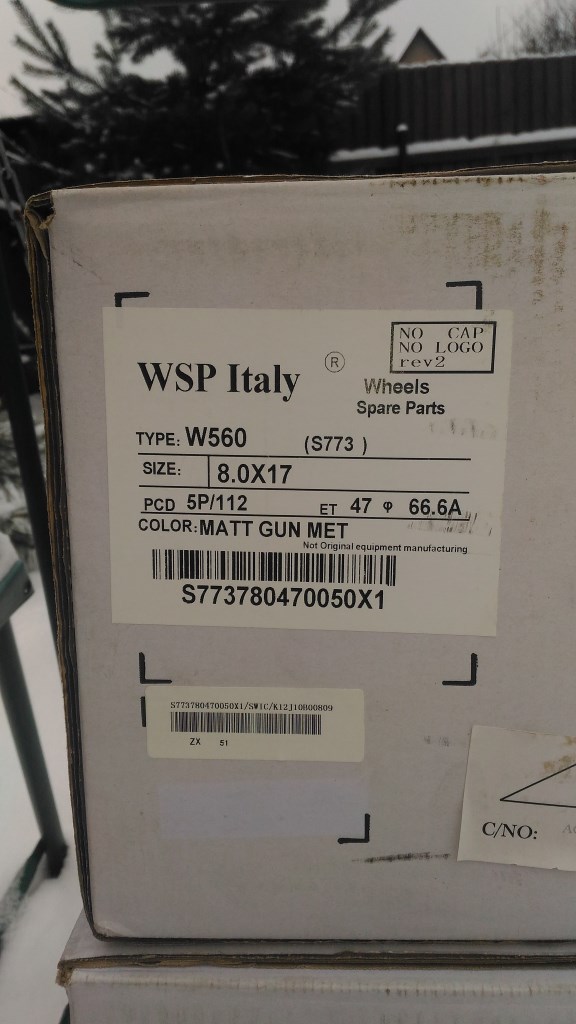 NO CAP
NO LOGO
rev2
WSP Italy ®
Wheels
Spare Parts
TYPE: W560 (S773 )
SIZE: 8.0X17
PCD 5P/112 ET 47 φ 66.6A
COLOR: MATT GUN MET
Not Original equipment manufacturing
S773780470050X1
S773780470050X1/SWIC/K12J10B00809
ZX 51
C/NO: